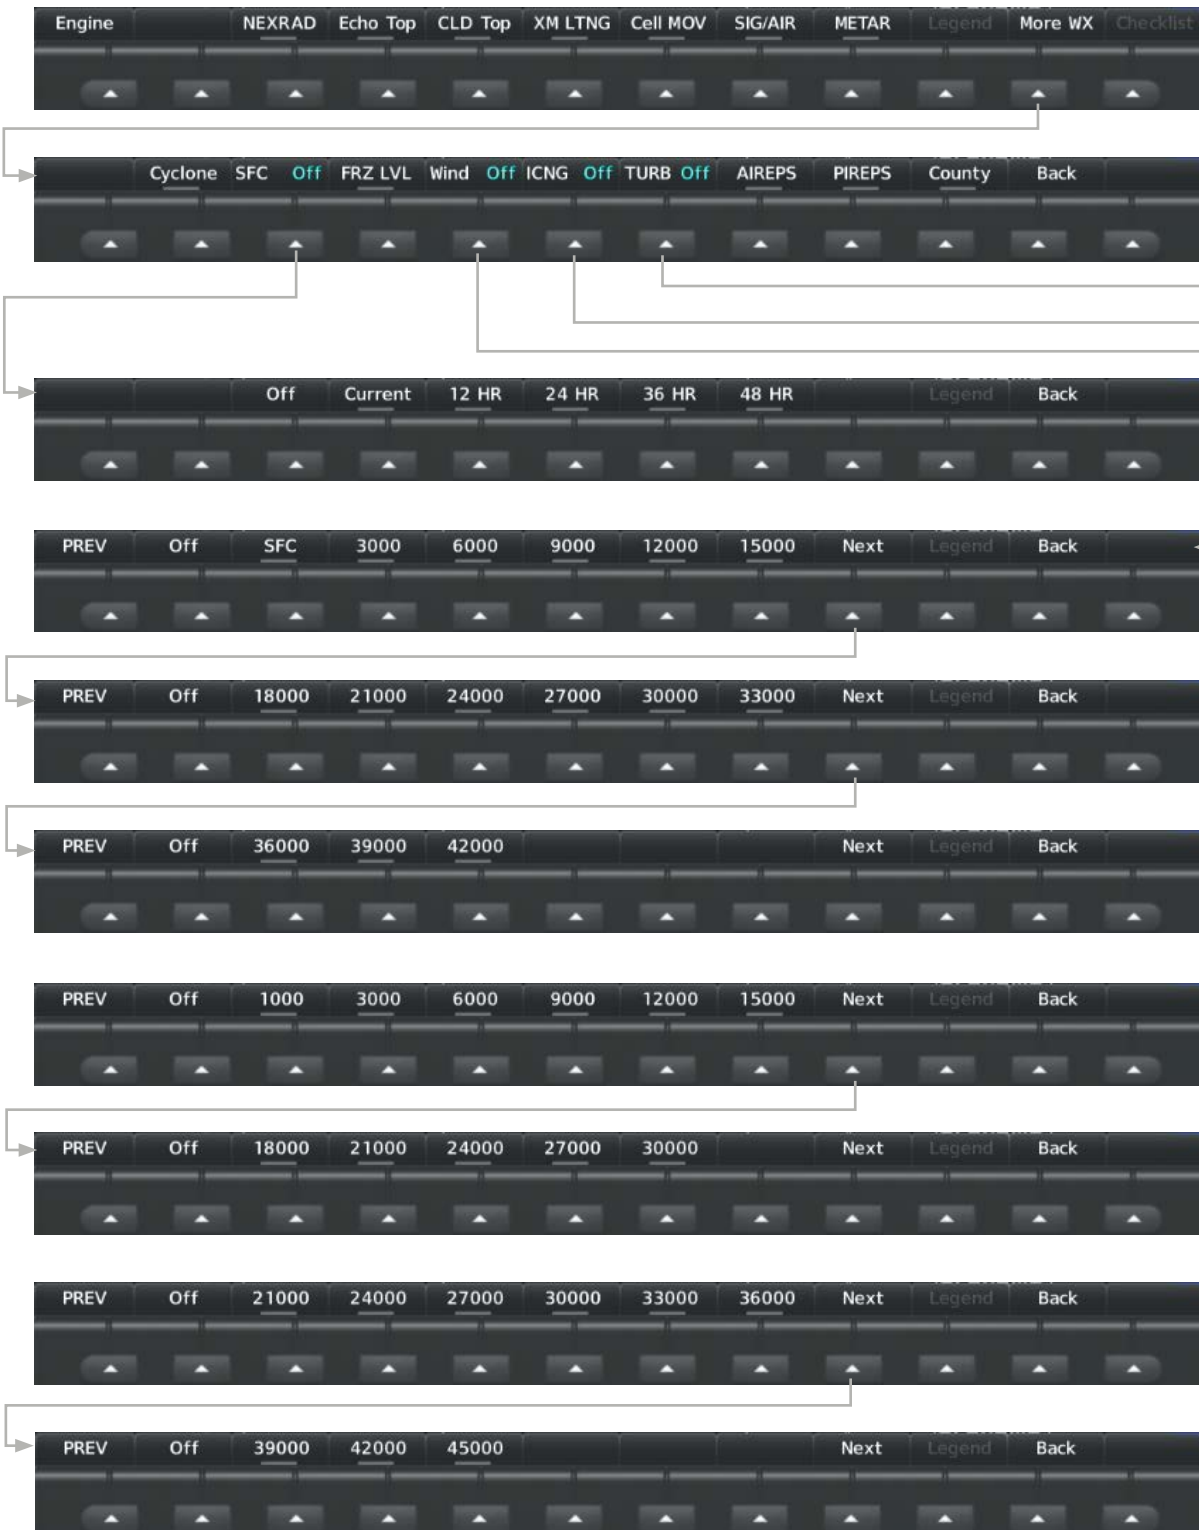 Engine NEXRAD Echo Top CLD Top XM LTNG Cell MOV SIG/AIR METAR Legend More WX Checklist
Cyclone SFC Off FRZ LVL Wind Off ICNG Off TURB Off AIREPS PIREPS County Back
Off Current 12 HR 24 HR 36 HR 48 HR Legend Back
PREV Off SFC 3000 6000 9000 12000 15000 Next Legend Back
PREV Off 18000 21000 24000 27000 30000 33000 Next Legend Back
PREV Off 36000 39000 42000 Next Legend Back
PREV Off 1000 3000 6000 9000 12000 15000 Next Legend Back
PREV Off 18000 21000 24000 27000 30000 Next Legend Back
PREV Off 21000 24000 27000 30000 33000 36000 Next Legend Back
PREV Off 39000 42000 45000 Next Legend Back